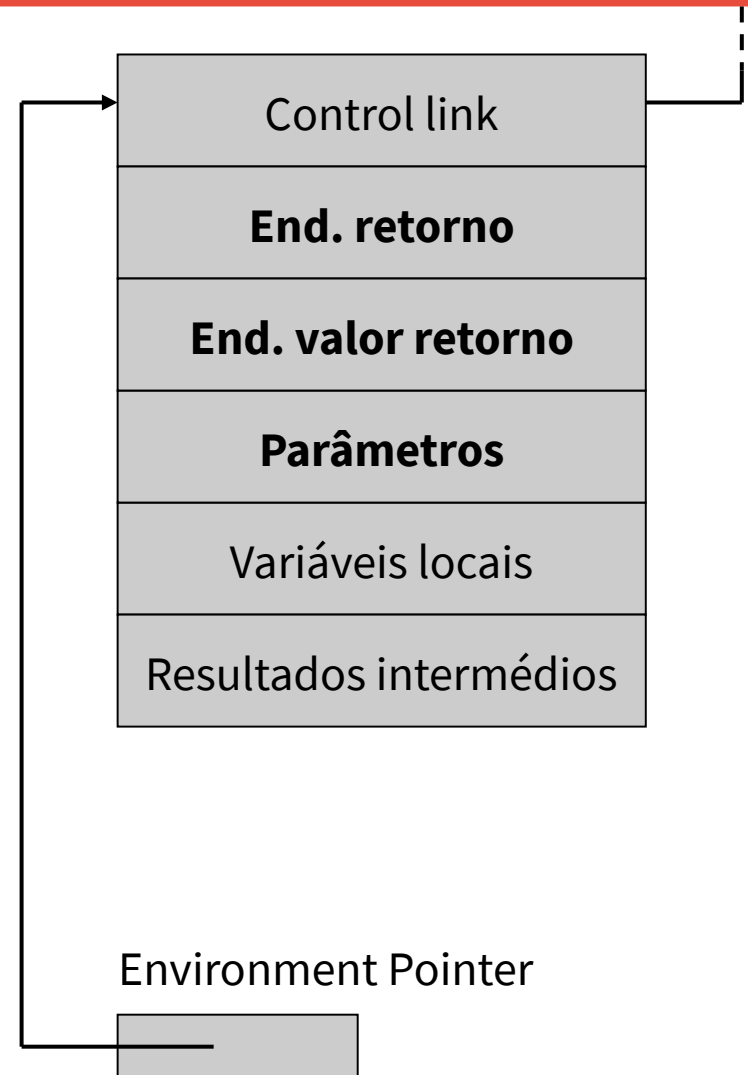 Control link
End. retorno
End. valor retorno
Parâmetros
Variáveis locais
Resultados intermédios
Environment Pointer